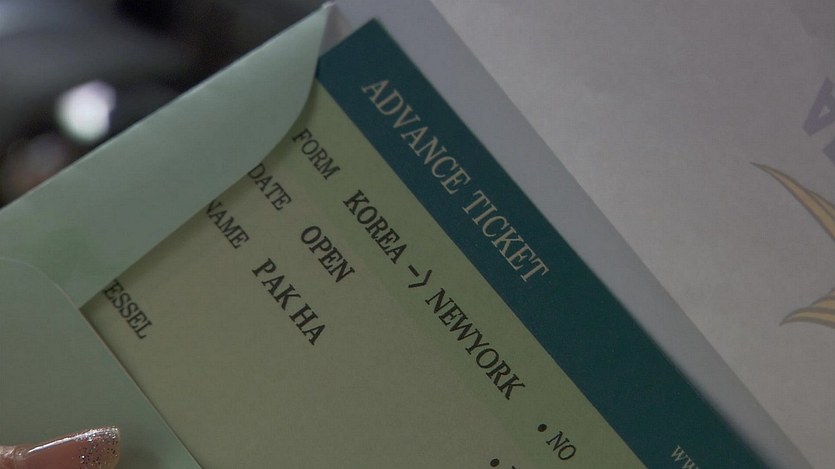 ADVANCE TICKET
FORM KOREA -> NEWYORK • NO
DATE OPEN
NAME PAK HA
ESSEL